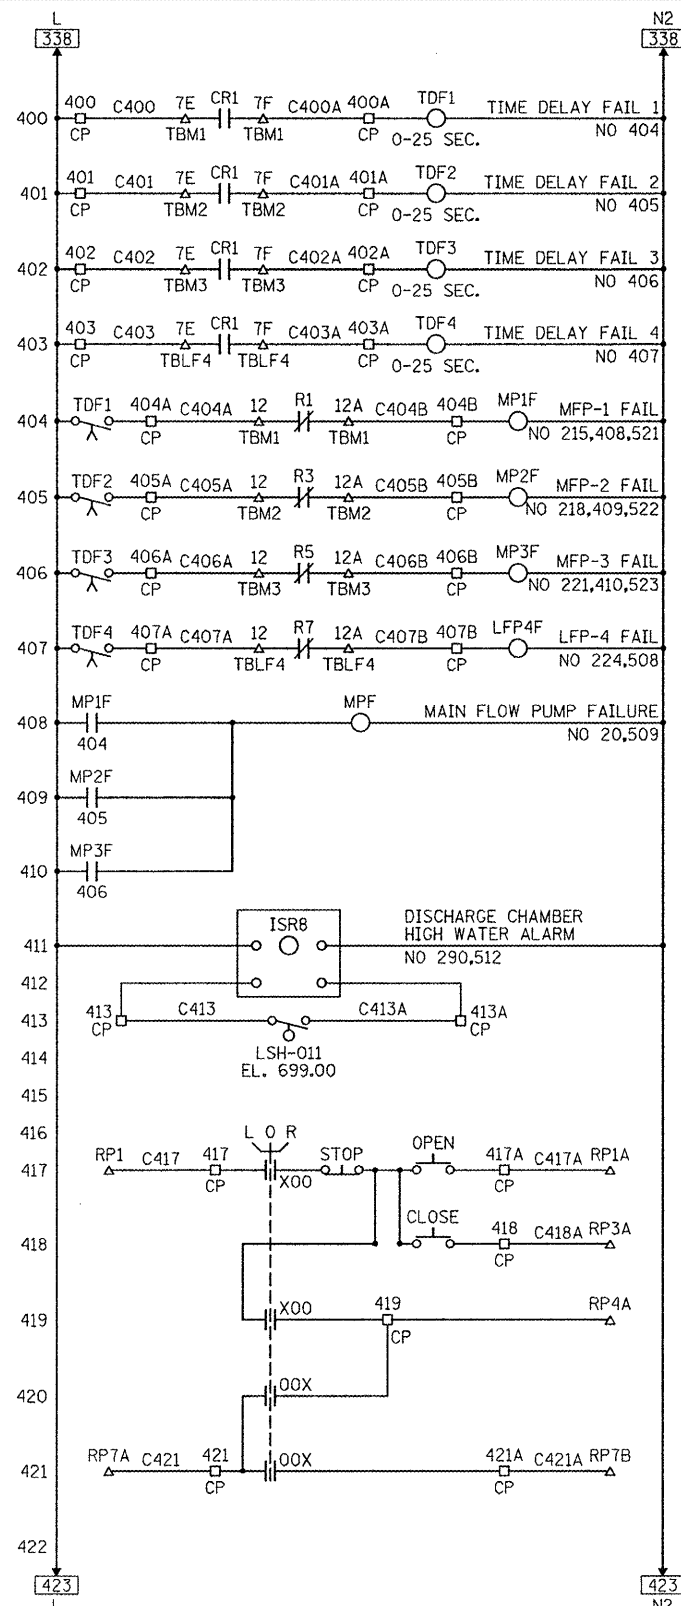 L N2
338 338
400 C400 7E CR1 7F C400A 400A TDF1 TIME DELAY FAIL 1
400
CP TBM1 TBM1 CP 0-25 SEC. NO 404
401 C401 7E CR1 7F C401A 401A TDF2 TIME DELAY FAIL 2
401
CP TBM2 TBM2 CP 0-25 SEC. NO 405
402 C402 7E CR1 7F C402A 402A TDF3 TIME DELAY FAIL 3
402
CP TBM3 TBM3 CP 0-25 SEC. NO 406
403 C403 7E CR1 7F C403A 403A TDF4 TIME DELAY FAIL 4
403
CP TBLF4 TBLF4 CP 0-25 SEC. NO 407
TDF1 404A C404A 12 R1 12A C404B 404B MP1F MFP-1 FAIL
404
CP TBM1 TBM1 CP NO 215,408,521
TDF2 405A C405A 12 R3 12A C405B 405B MP2F MFP-2 FAIL
405
CP TBM2 TBM2 CP NO 218,409,522
TDF3 406A C406A 12 R5 12A C406B 406B MP3F MFP-3 FAIL
406
CP TBM3 TBM3 CP NO 221,410,523
TDF4 407A C407A 12 R7 12A C407B 407B LFP4F LFP-4 FAIL
407
CP TBLF4 TBLF4 CP NO 224,508
MP1F MPF MAIN FLOW PUMP FAILURE
408
404 NO 20,509
MP2F
409
405
MP3F
410
406
ISR8 DISCHARGE CHAMBER
HIGH WATER ALARM
411
NO 290,512
412
413 C413 C413A 413A
413
CP CP
LSH-011
414
EL. 699.00
415
416
L O R
RP1 C417 417 STOP OPEN 417A C417A RP1A
417
CP X00 CP
CLOSE 418 C418A RP3A
418
CP
X00 419 RP4A
419
CP
00X
420
RP7A C421 421 00X 421A C421A RP7B
421
CP CP
422
423 423
L N2